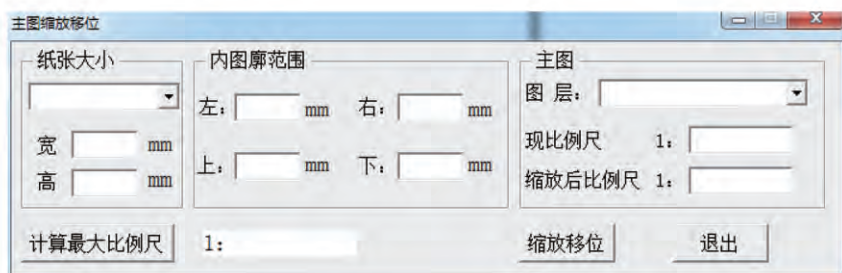 主图缩放移位
纸张大小
宽 mm
高 mm
内图廓范围
左: mm 右: mm
上: mm 下: mm
主图
图 层:
现比例尺 1:
缩放后比例尺 1:
计算最大比例尺 1: 缩放移位 退出